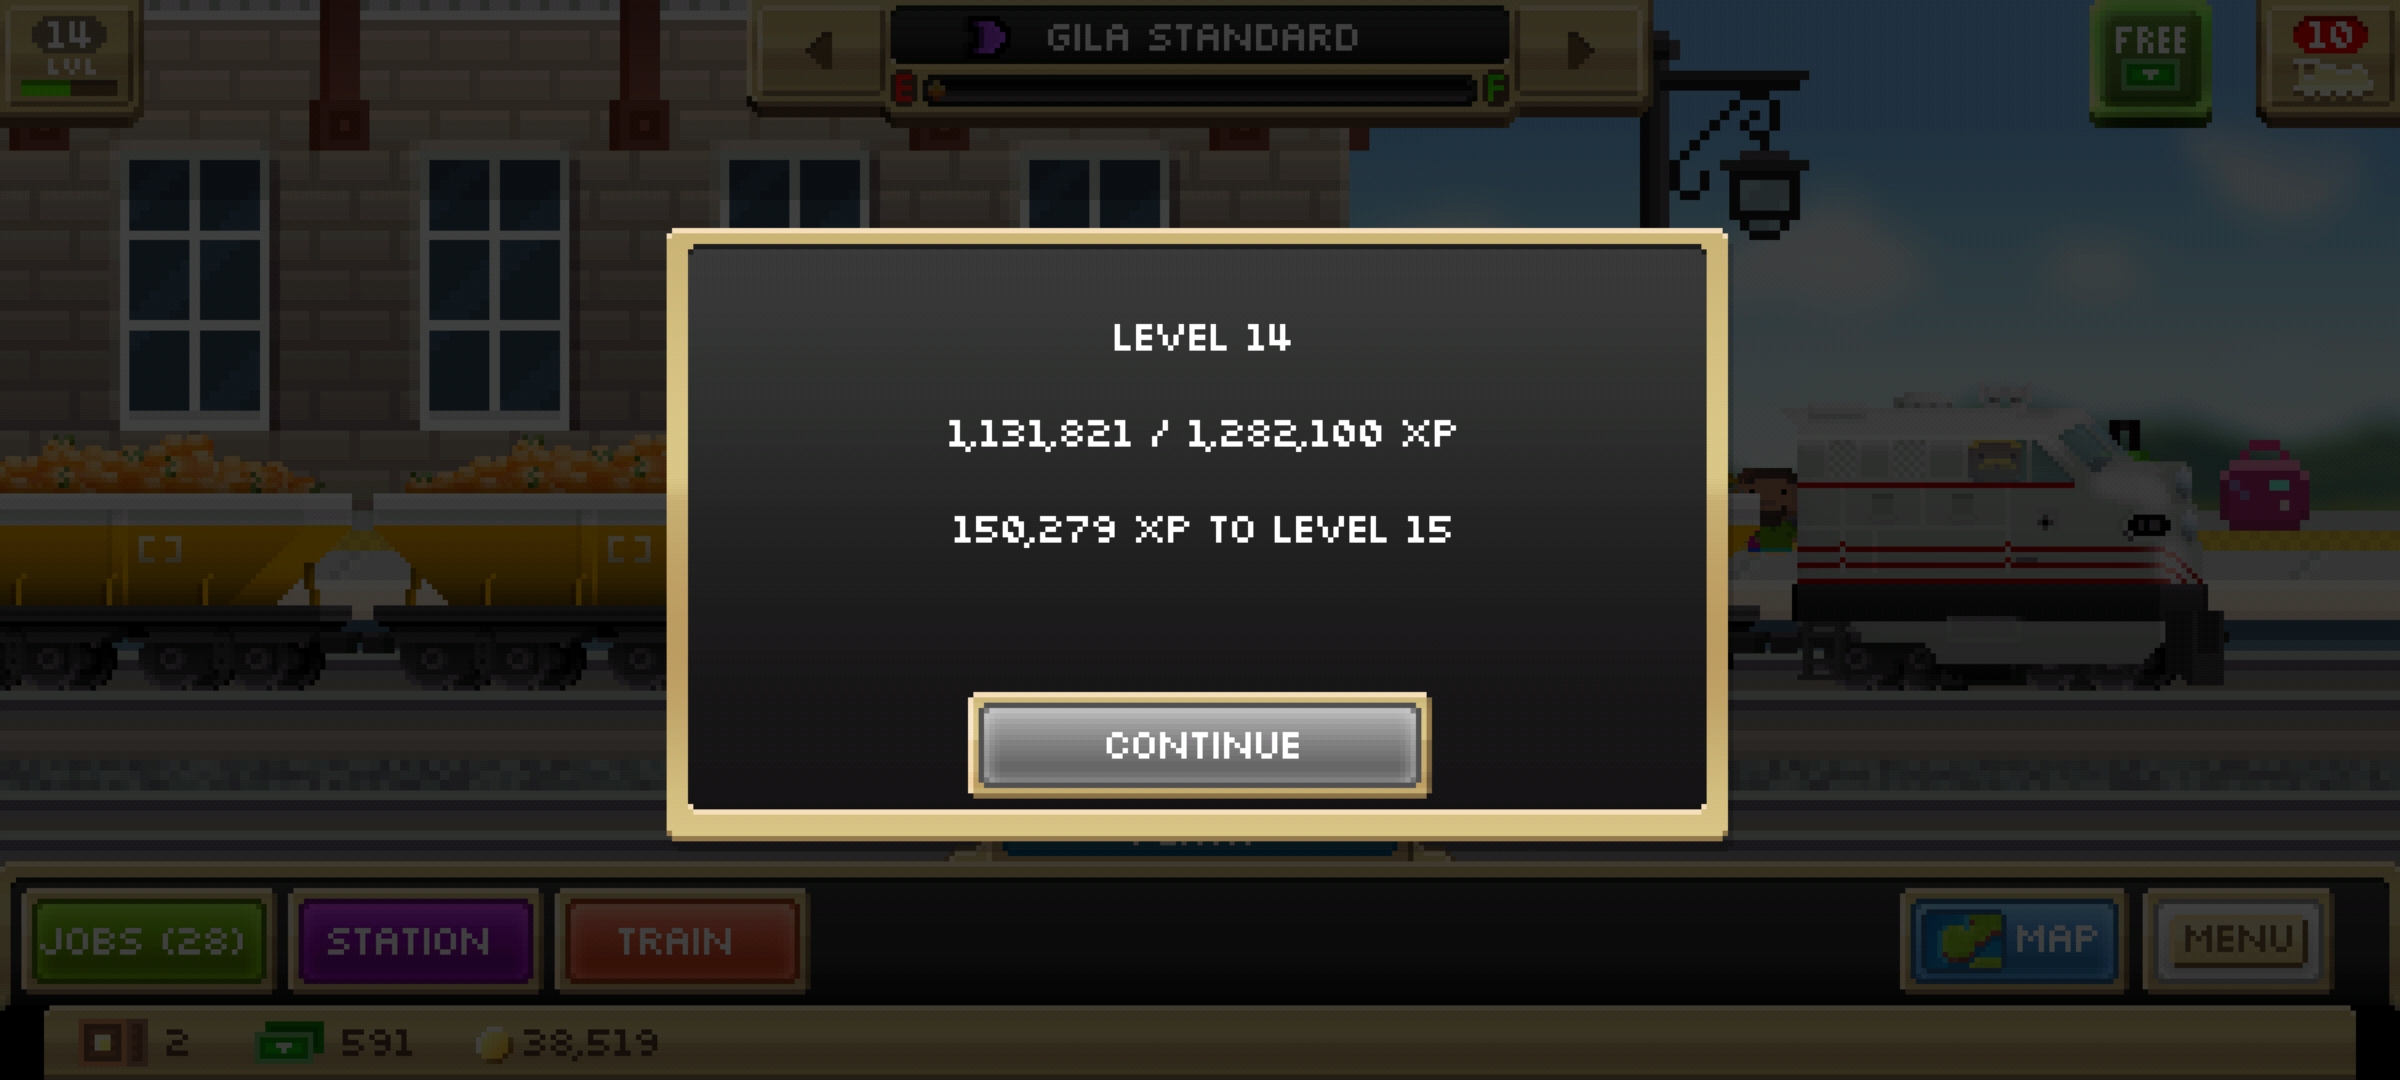 14
LVL
GILA STANDARD
E F
FREE
10
LEVEL 14
1,131,821 / 1,282,100 XP
150,279 XP TO LEVEL 15
CONTINUE
JOBS (28)
STATION
TRAIN
MAP
MENU
2
591
38,519